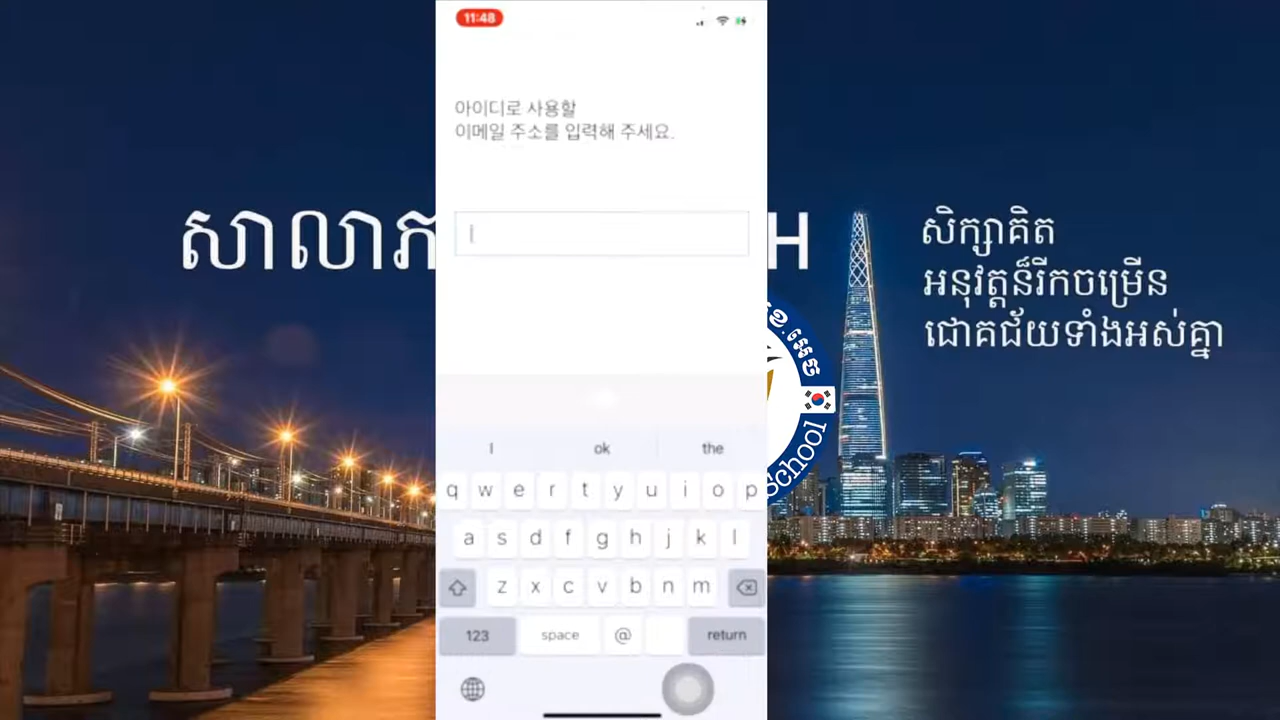 11:48
아이디로 사용할
이메일 주소를 입력해 주세요.
I ok the
q w e r t y u i o p
a s d f g h j k l
z x c v b n m
123 space @ return
សាលាភ
H
សិក្សាគិត
អនុវត្តន៏រីកចម្រើន
ជោគជ័យទាំងអស់គ្នា
School